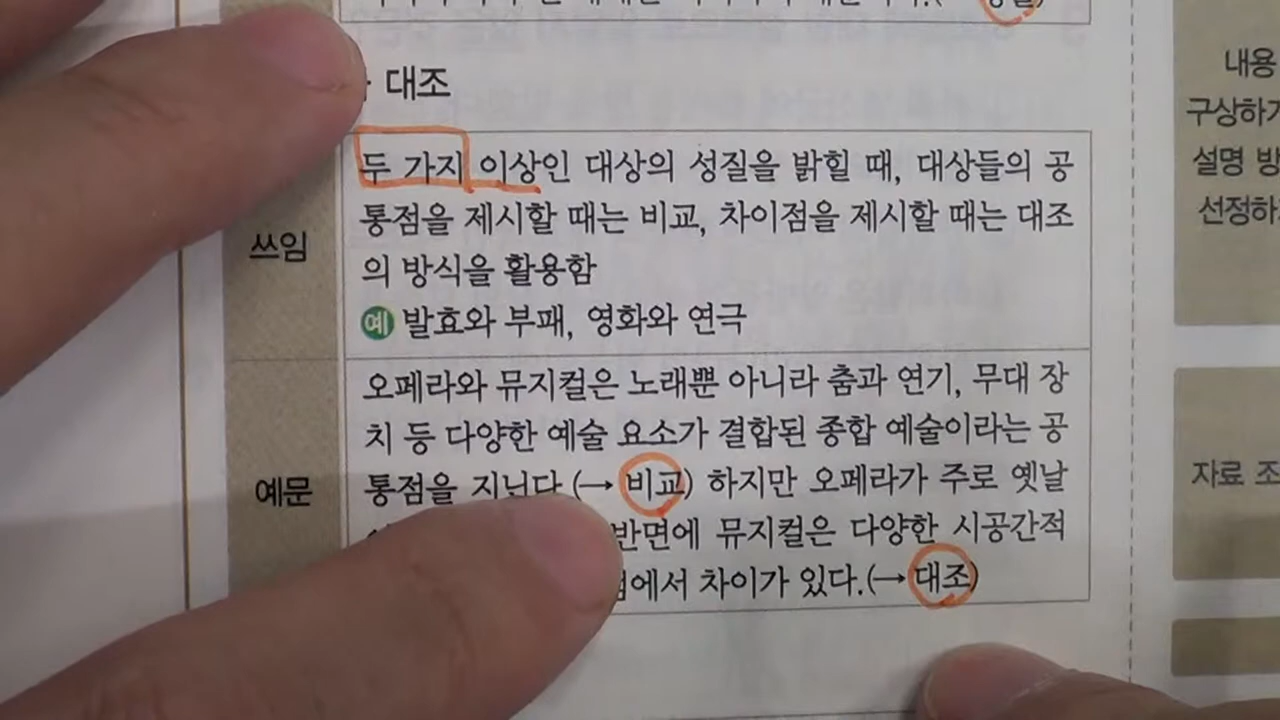 대조
쓰임
두 가지 이상인 대상의 성질을 밝힐 때, 대상들의 공
통점을 제시할 때는 비교, 차이점을 제시할 때는 대조
의 방식을 활용함
예 발효와 부패, 영화와 연극
예문
오페라와 뮤지컬은 노래뿐 아니라 춤과 연기, 무대 장
치 등 다양한 예술 요소가 결합된 종합 예술이라는 공
통점을 지닌다.(→ 비교) 하지만 오페라가 주로 옛날
반면에 뮤지컬은 다양한 시공간적
에서 차이가 있다.(→ 대조)
내용
구상하기
설명 방
선정하
자료 조